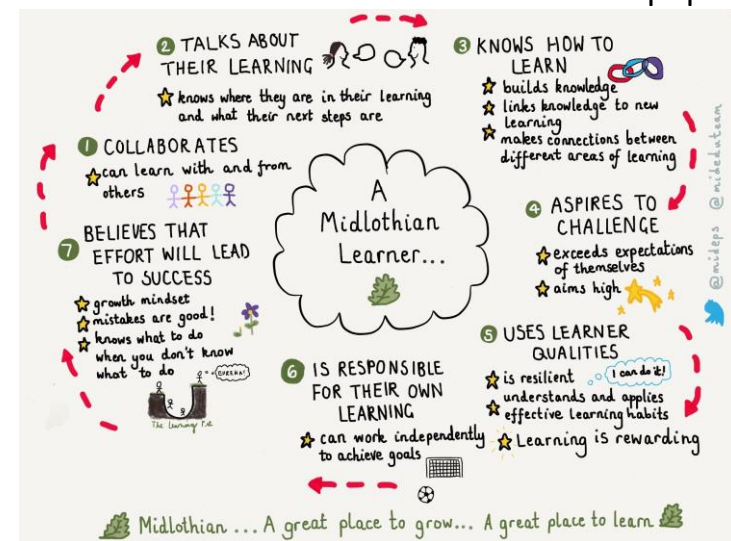 A
Midlothian
Learner...
1 COLLABORATES
can learn with and from
others
2 TALKS ABOUT
THEIR LEARNING
knows where they are in their learning
and what their next steps are
3 KNOWS HOW TO
LEARN
builds knowledge
links knowledge to new
learning
makes connections between
different areas of learning
4 ASPIRES TO
CHALLENGE
exceeds expectations
of themselves
aims high
5 USES LEARNER
QUALITIES
is resilient
I can do it!
understands and applies
effective learning habits
Learning is rewarding
6 IS RESPONSIBLE
FOR THEIR OWN
LEARNING
can work independently
to achieve goals
7 BELIEVES THAT
EFFORT WILL LEAD
TO SUCCESS
growth mindset
mistakes are good!
knows what to do
when you don't know
what to do
EUREKA!
The Learning Pit
@mideps @mideduteam
Midlothian ... A great place to grow... A great place to learn